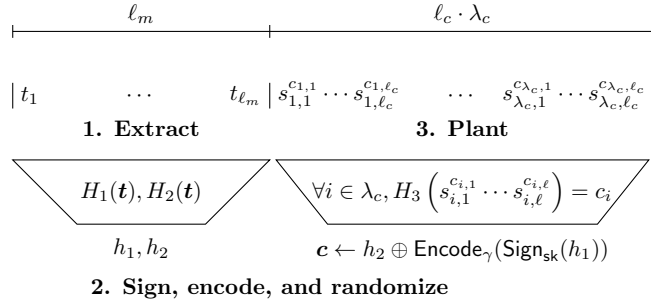 ℓ_m ℓ_c · λ_c
| t_1 ⋯ t_{ℓ_m} | s_{1,1}^{c_{1,1}} ⋯ s_{1,ℓ_c}^{c_{1,ℓ_c}} ⋯ s_{λ_c,1}^{c_{λ_c,1}} ⋯ s_{λ_c,ℓ_c}^{c_{λ_c,ℓ_c}}
1. Extract 3. Plant
H_1(t), H_2(t) ∀i ∈ λ_c, H_3 (s_{i,1}^{c_{i,1}} ⋯ s_{i,ℓ}^{c_{i,ℓ}}) = c_i
h_1, h_2 c ← h_2 ⊕ Encode_γ(Sign_sk(h_1))
2. Sign, encode, and randomize